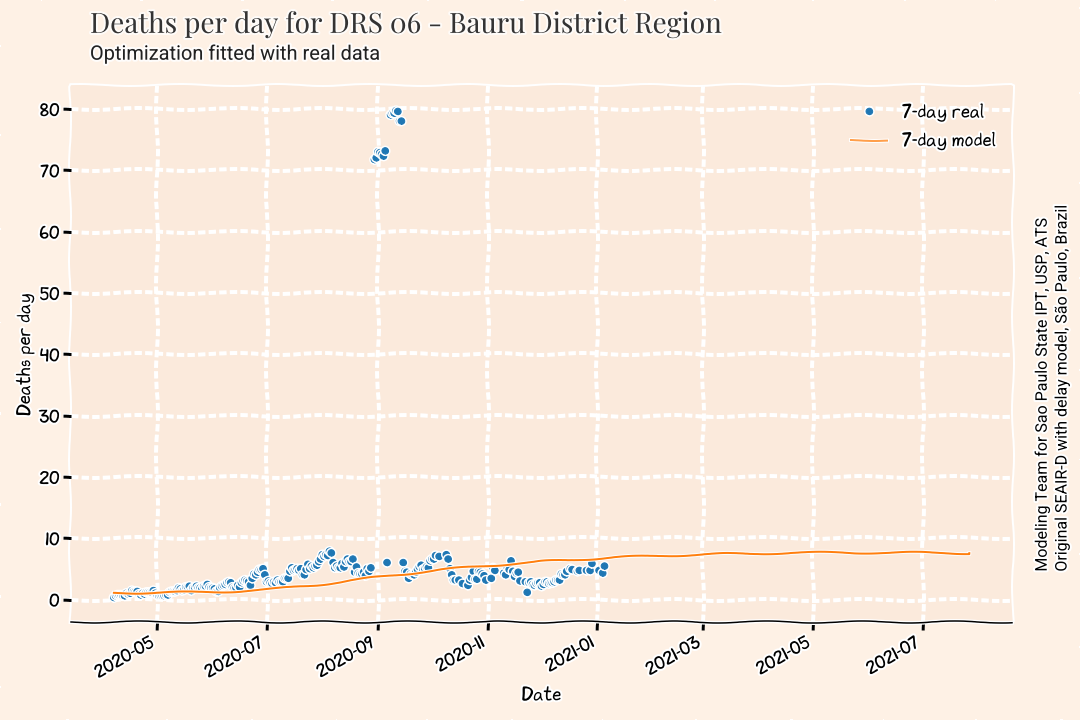 Deaths per day for DRS 06 - Bauru District Region
Optimization fitted with real data
7-day real
7-day model
Deaths per day
80
70
60
50
40
30
20
10
0
2020-05
2020-07
2020-09
2020-11
2021-01
2021-03
2021-05
2021-07
Date
Modeling Team for Sao Paulo State IPT, USP, ATS
Original SEAIR-D with delay model, São Paulo, Brazil